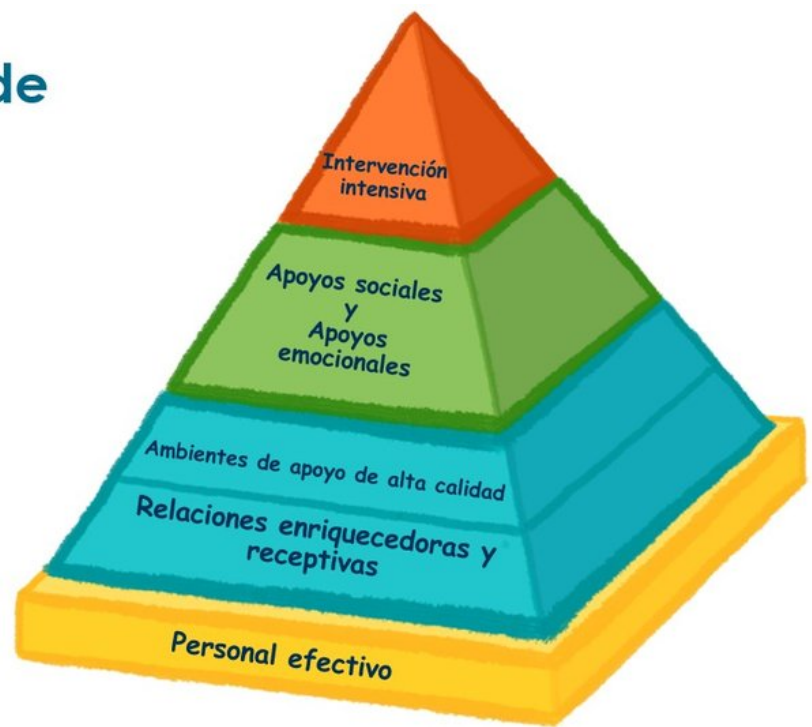 de
Intervención
intensiva
Apoyos sociales
y
Apoyos
emocionales
Ambientes de apoyo de alta calidad
Relaciones enriquecedoras y
receptivas
Personal efectivo